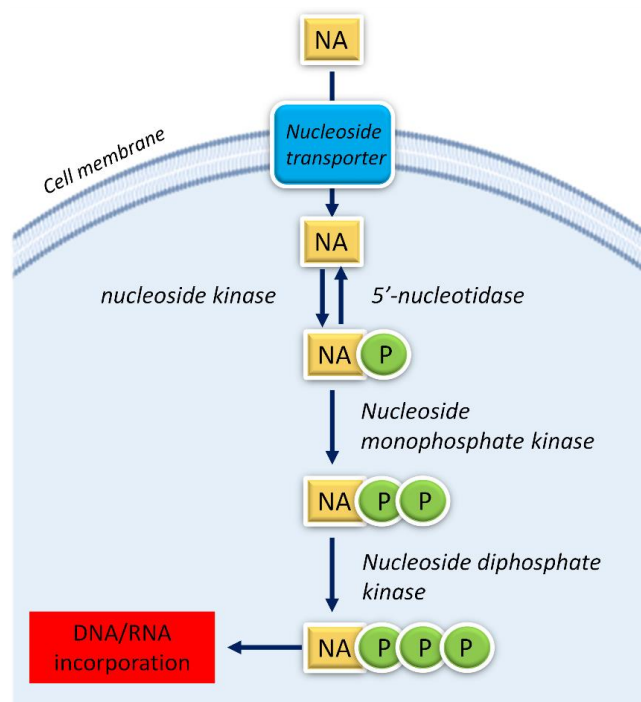 NA
Nucleoside
transporter
Cell membrane
NA
nucleoside kinase
5’-nucleotidase
NA P
Nucleoside
monophosphate kinase
NA P P
Nucleoside diphosphate
kinase
DNA/RNA
incorporation
NA P P P